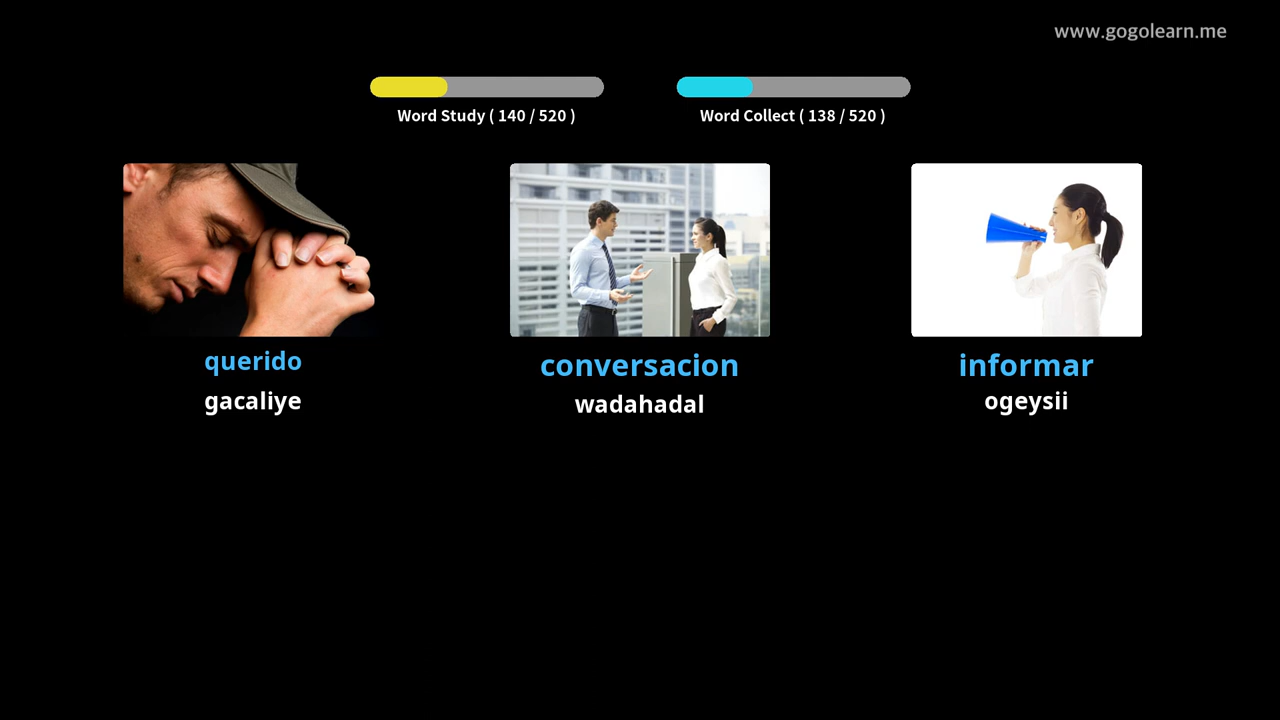 www.gogolearn.me
Word Study ( 140 / 520 )
Word Collect ( 138 / 520 )
querido
conversacion
informar
gacaliye
wadahadal
ogeysii